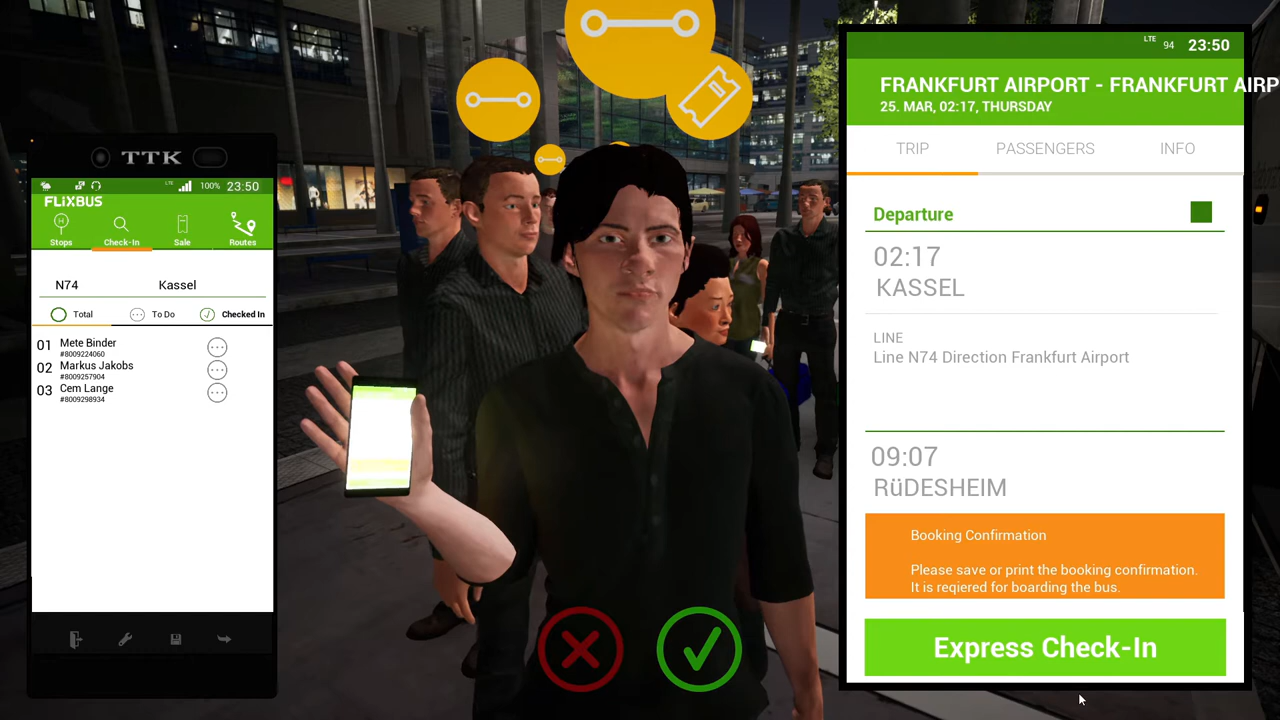 TTK
LTE 100% 23:50
FLiXBUS
H
Stops Check-In Sale Routes
N74 Kassel
Total To Do Checked In
01 Mete Binder
#8009224060
02 Markus Jakobs
#8009257904
03 Cem Lange
#8009298934
LTE 94 23:50
FRANKFURT AIRPORT - FRANKFURT AIRP
25. MAR, 02:17, THURSDAY
TRIP PASSENGERS INFO
Departure
02:17
KASSEL
LINE
Line N74 Direction Frankfurt Airport
09:07
RüDESHEIM
Booking Confirmation
Please save or print the booking confirmation.
It is reqiered for boarding the bus.
Express Check-In